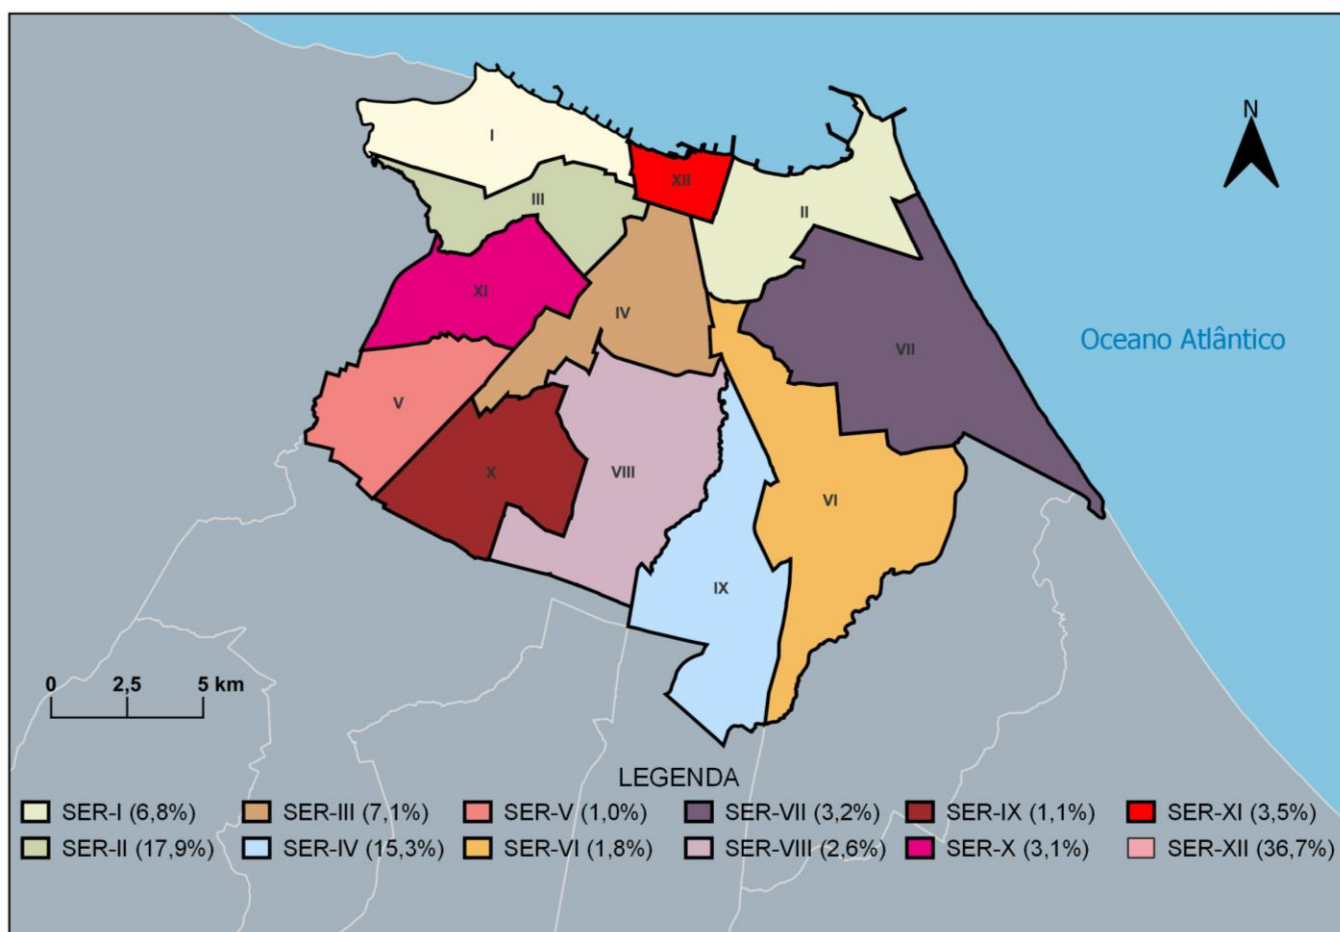 N
I
XII
II
III
XI
IV
Oceano Atlântico
VII
V
X
VIII
VI
IX
0 2,5 5 km
LEGENDA
SER-I (6,8%) SER-III (7,1%) SER-V (1,0%) SER-VII (3,2%) SER-IX (1,1%) SER-XI (3,5%)
SER-II (17,9%) SER-IV (15,3%) SER-VI (1,8%) SER-VIII (2,6%) SER-X (3,1%) SER-XII (36,7%)